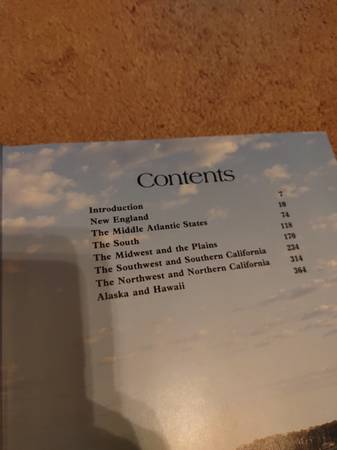 Contents
Introduction 7
New England 18
The Middle Atlantic States 74
The South 118
The Midwest and the Plains 170
The Southwest and Southern California 234
The Northwest and Northern California 314
Alaska and Hawaii 364